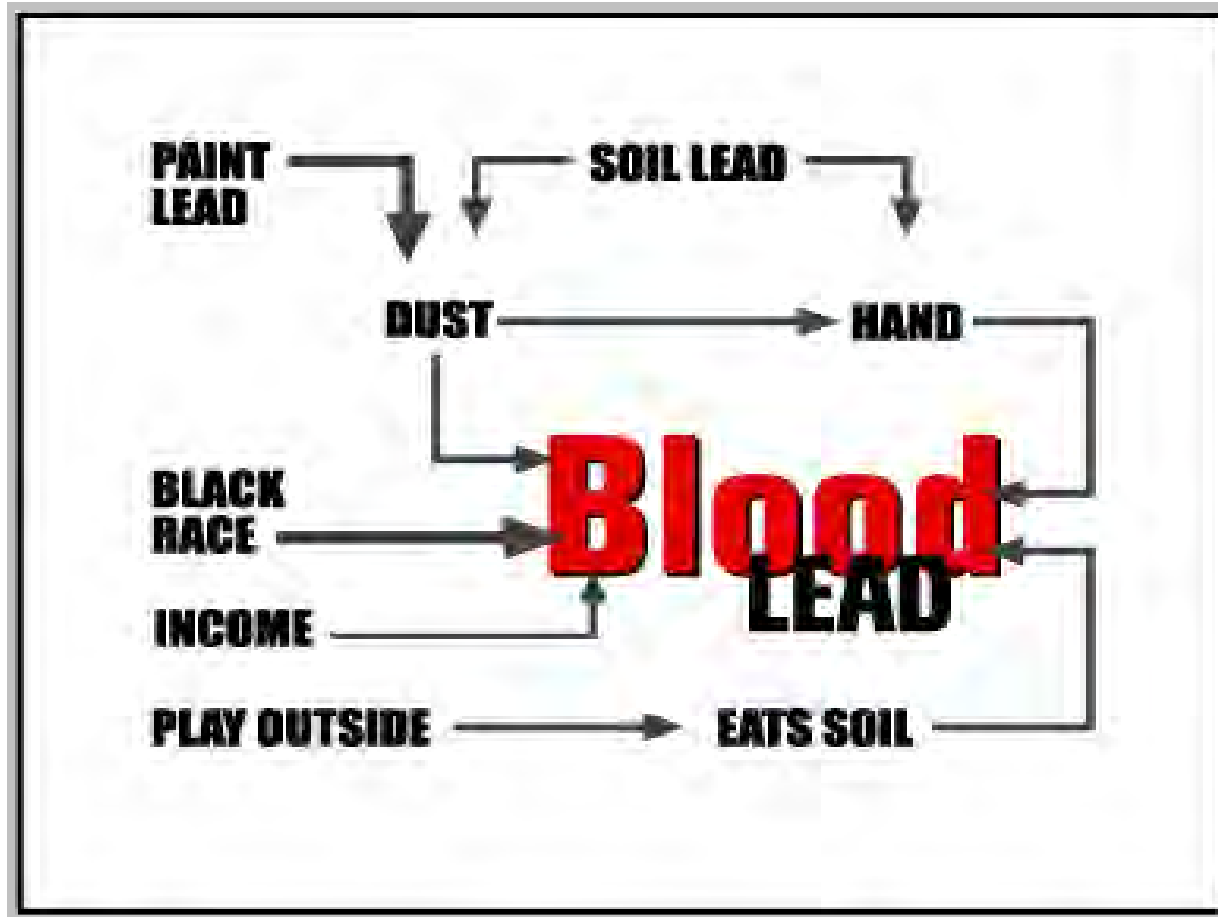 PAINT
LEAD
SOIL LEAD
DUST
HAND
BLACK
RACE
Blood
LEAD
INCOME
PLAY OUTSIDE
EATS SOIL